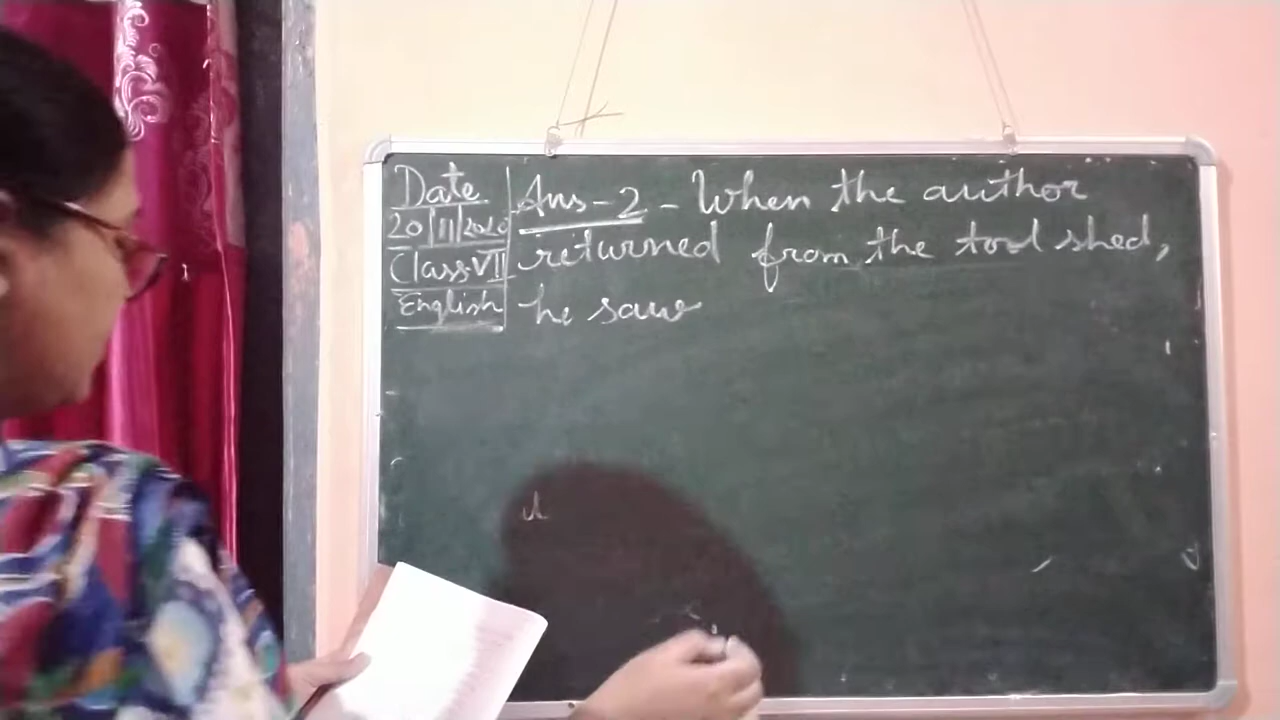 Date
20/11/2020
Class-VII
English
Ans-2 - When the author
returned from the tool shed,
he saw